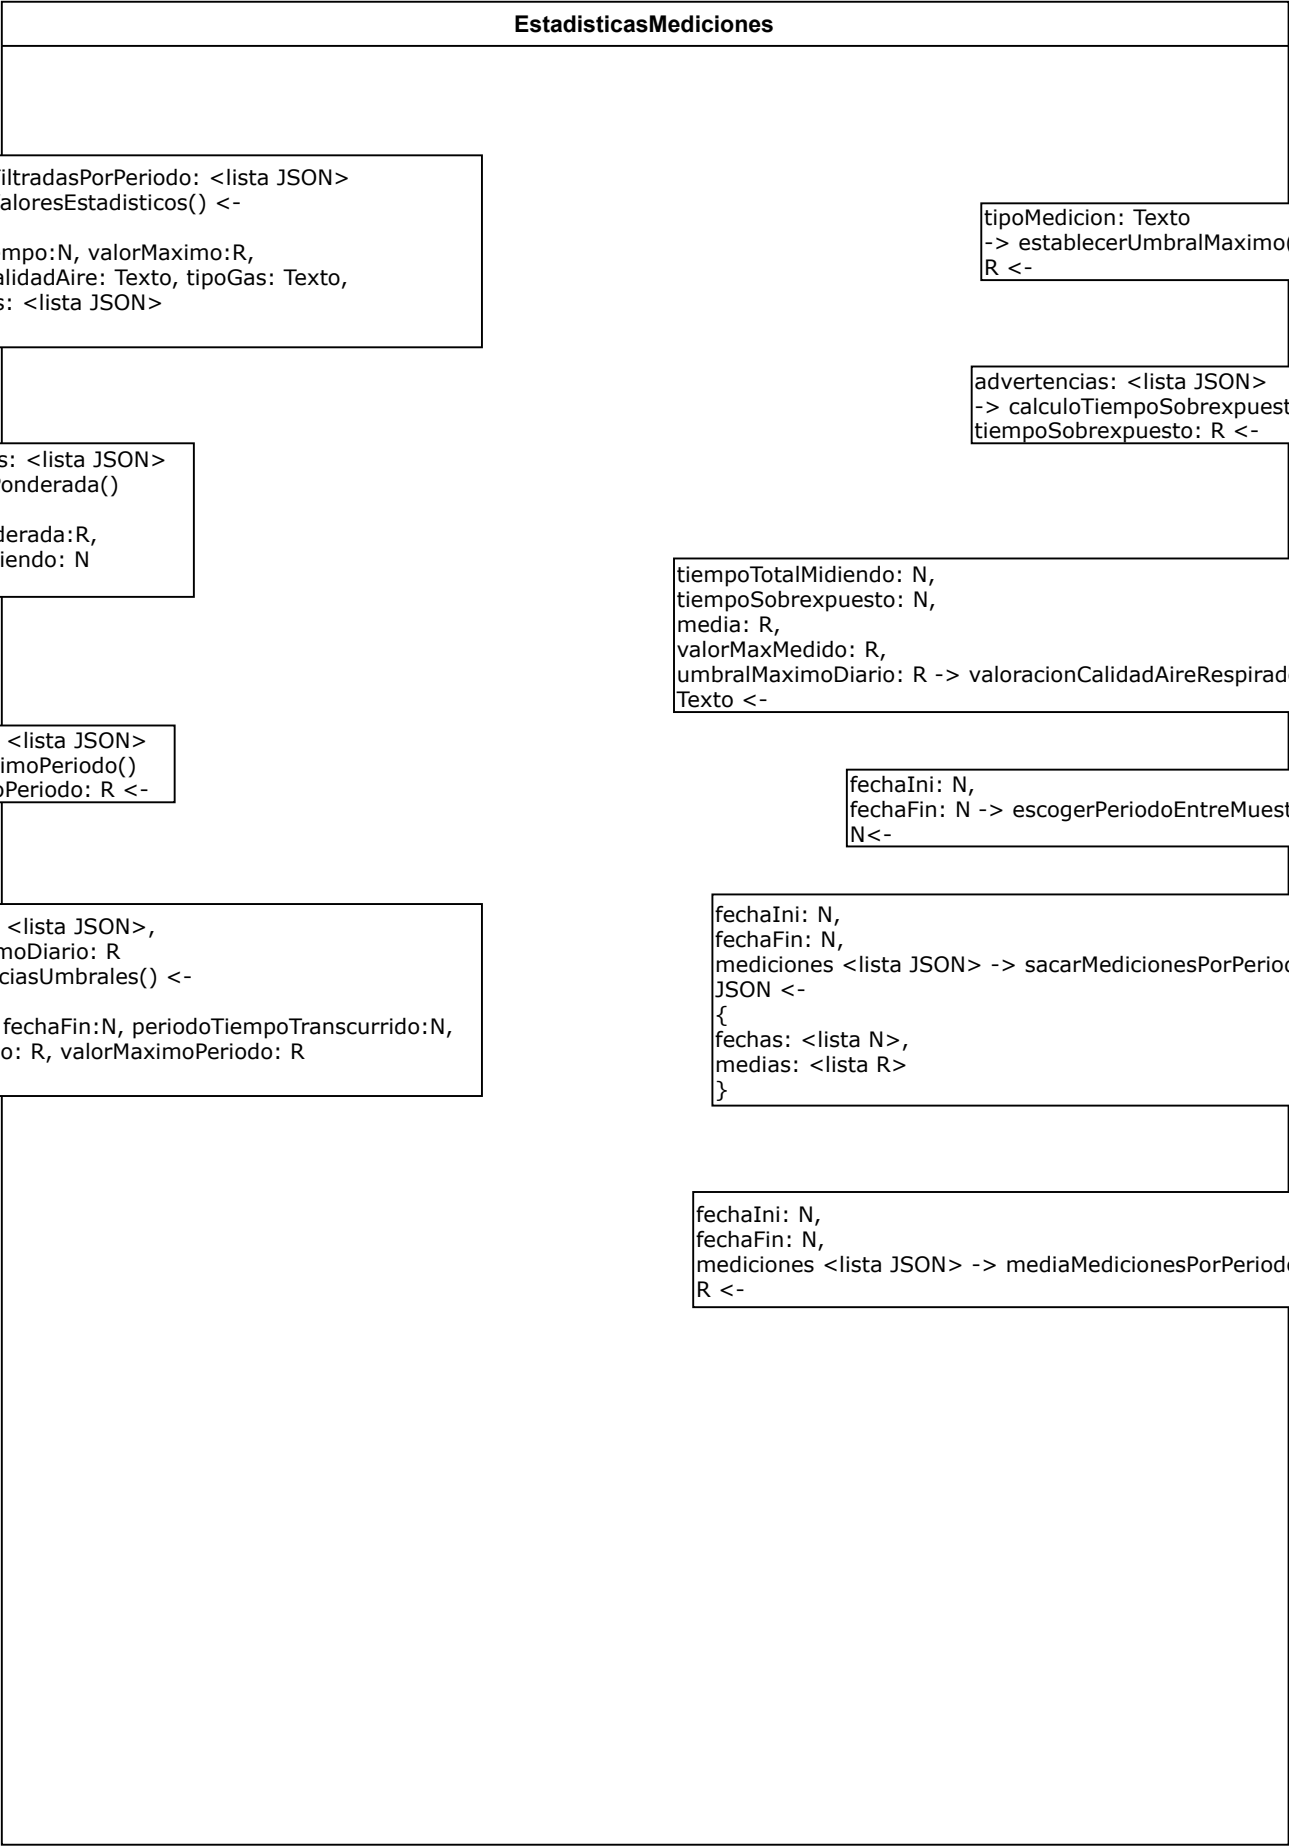 EstadisticasMediciones
iltradasPorPeriodo: <lista JSON>
aloresEstadisticos() <-
mpo:N, valorMaximo:R,
alidadAire: Texto, tipoGas: Texto,
s: <lista JSON>
s: <lista JSON>
onderada()
derada:R,
iendo: N
<lista JSON>
imoPeriodo()
oPeriodo: R <-
<lista JSON>,
moDiario: R
ciasUmbrales() <-
fechaFin:N, periodoTiempoTranscurrido:N,
o: R, valorMaximoPeriodo: R
tipoMedicion: Texto
-> establecerUmbralMaximo(
R <-
advertencias: <lista JSON>
-> calculoTiempoSobrexpuest
tiempoSobrexpuesto: R <-
tiempoTotalMidiendo: N,
tiempoSobrexpuesto: N,
media: R,
valorMaxMedido: R,
umbralMaximoDiario: R -> valoracionCalidadAireRespirad
Texto <-
fechaIni: N,
fechaFin: N -> escogerPeriodoEntreMuest
N<-
fechaIni: N,
fechaFin: N,
mediciones <lista JSON> -> sacarMedicionesPorPeriod
JSON <-
{
fechas: <lista N>,
medias: <lista R>
}
fechaIni: N,
fechaFin: N,
mediciones <lista JSON> -> mediaMedicionesPorPeriod
R <-